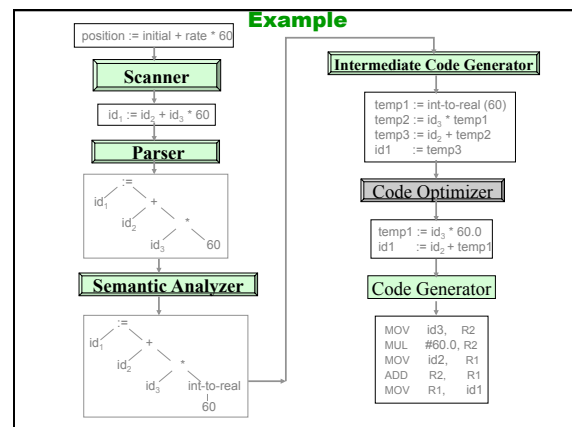 Example
position := initial + rate * 60
Scanner
id1 := id2 + id3 * 60
Parser
:=
id1 +
id2 *
id3 60
Semantic Analyzer
:=
id1 +
id2 *
id3 int-to-real
60
Intermediate Code Generator
temp1 := int-to-real (60)
temp2 := id3 * temp1
temp3 := id2 + temp2
id1 := temp3
Code Optimizer
temp1 := id3 * 60.0
id1 := id2 + temp1
Code Generator
MOV id3, R2
MUL #60.0, R2
MOV id2, R1
ADD R2, R1
MOV R1, id1